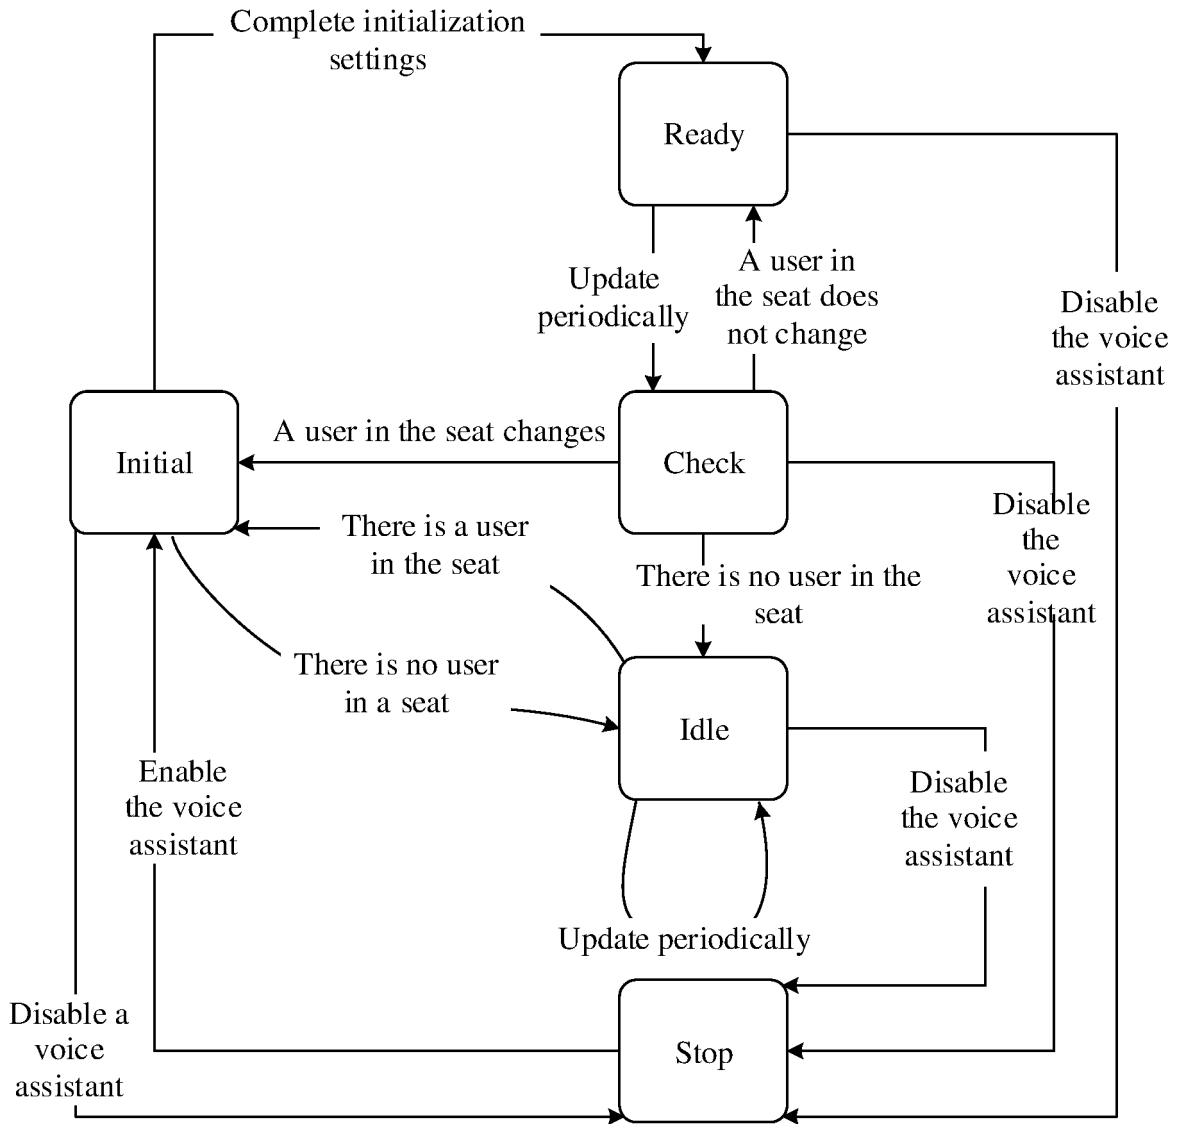 Complete initialization
settings
Ready
Update
periodically
A user in
the seat does
not change
Disable
the voice
assistant
Initial
A user in the seat changes
Check
There is a user
in the seat
There is no user in the
seat
Disable
the
voice
assistant
There is no user
in a seat
Idle
Enable
the voice
assistant
Disable
the voice
assistant
Update periodically
Disable a
voice
assistant
Stop